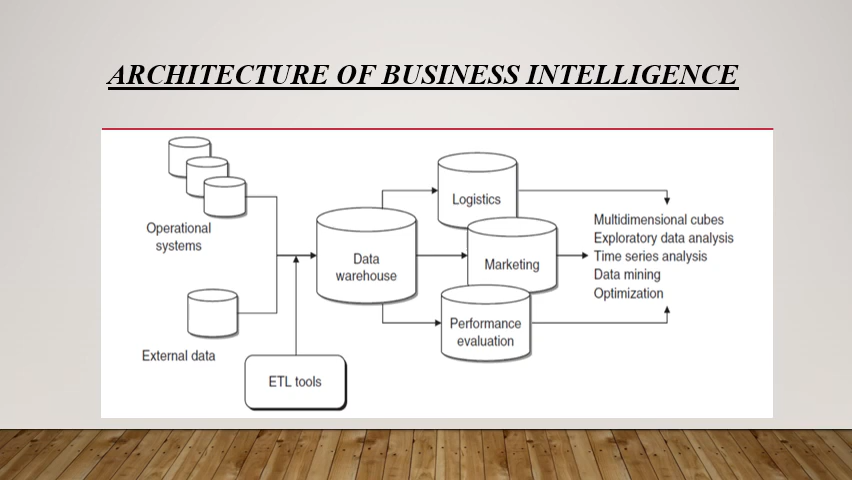 ARCHITECTURE OF BUSINESS INTELLIGENCE
Operational
systems
External data
ETL tools
Data
warehouse
Logistics
Marketing
Performance
evaluation
Multidimensional cubes
Exploratory data analysis
Time series analysis
Data mining
Optimization